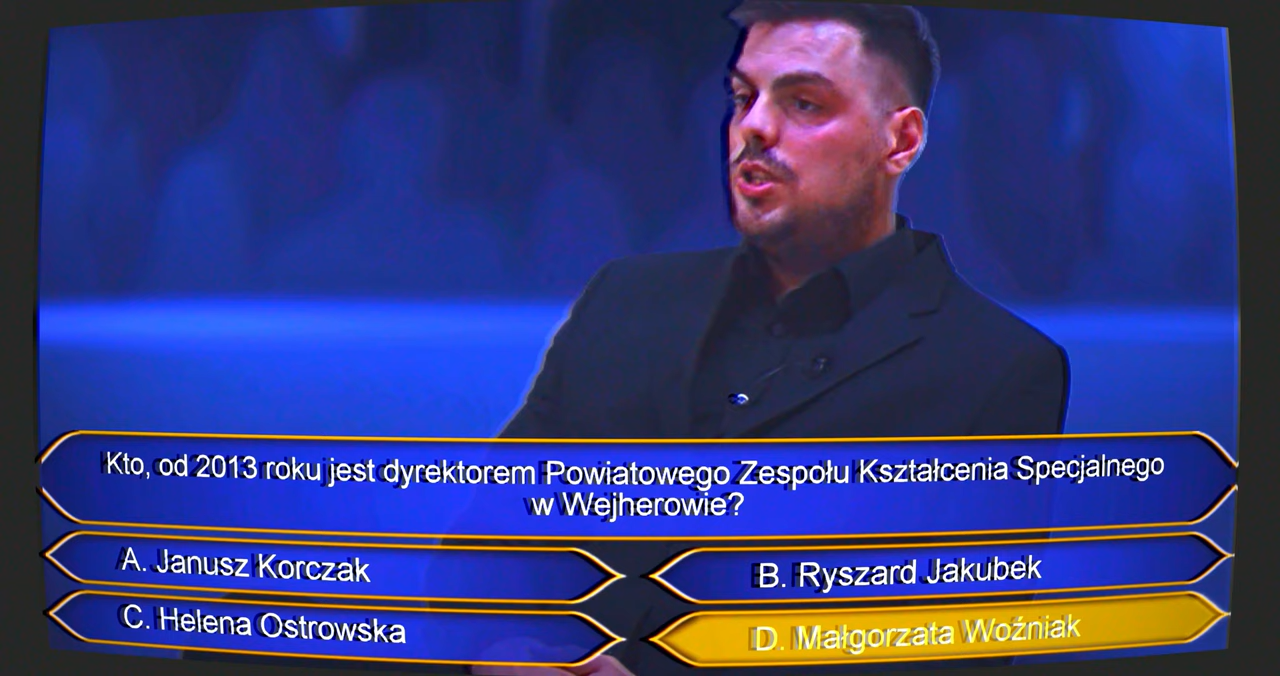 Kto, od 2013 roku jest dyrektorem Powiatowego Zespołu Kształcenia Specjalnego
w Wejherowie?
A. Janusz Korczak
B. Ryszard Jakubek
C. Helena Ostrowska
D. Małgorzata Woźniak